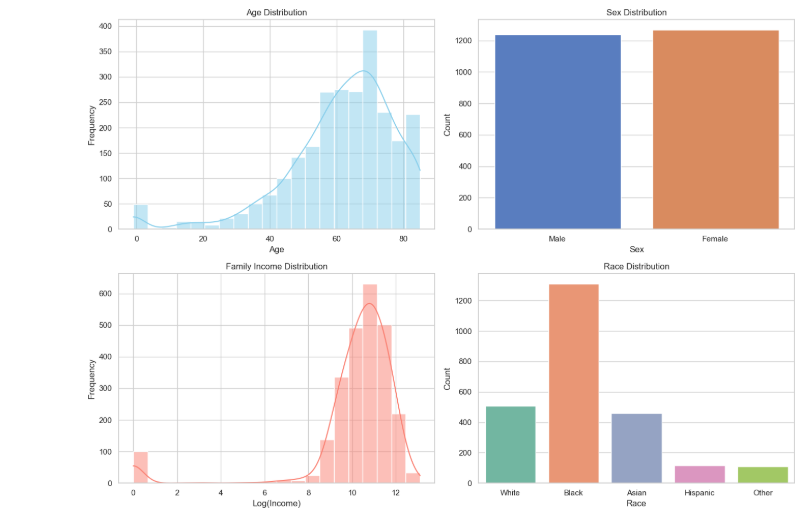 Age Distribution
400
350
300
250
200
150
100
50
0
Frequency
0 20 40 60 80
Age
Sex Distribution
1200
1000
800
600
400
200
0
Count
Male Female
Sex
Family Income Distribution
600
500
400
300
200
100
0
Frequency
0 2 4 6 8 10 12
Log(Income)
Race Distribution
1200
1000
800
600
400
200
0
Count
White Black Asian Hispanic Other
Race